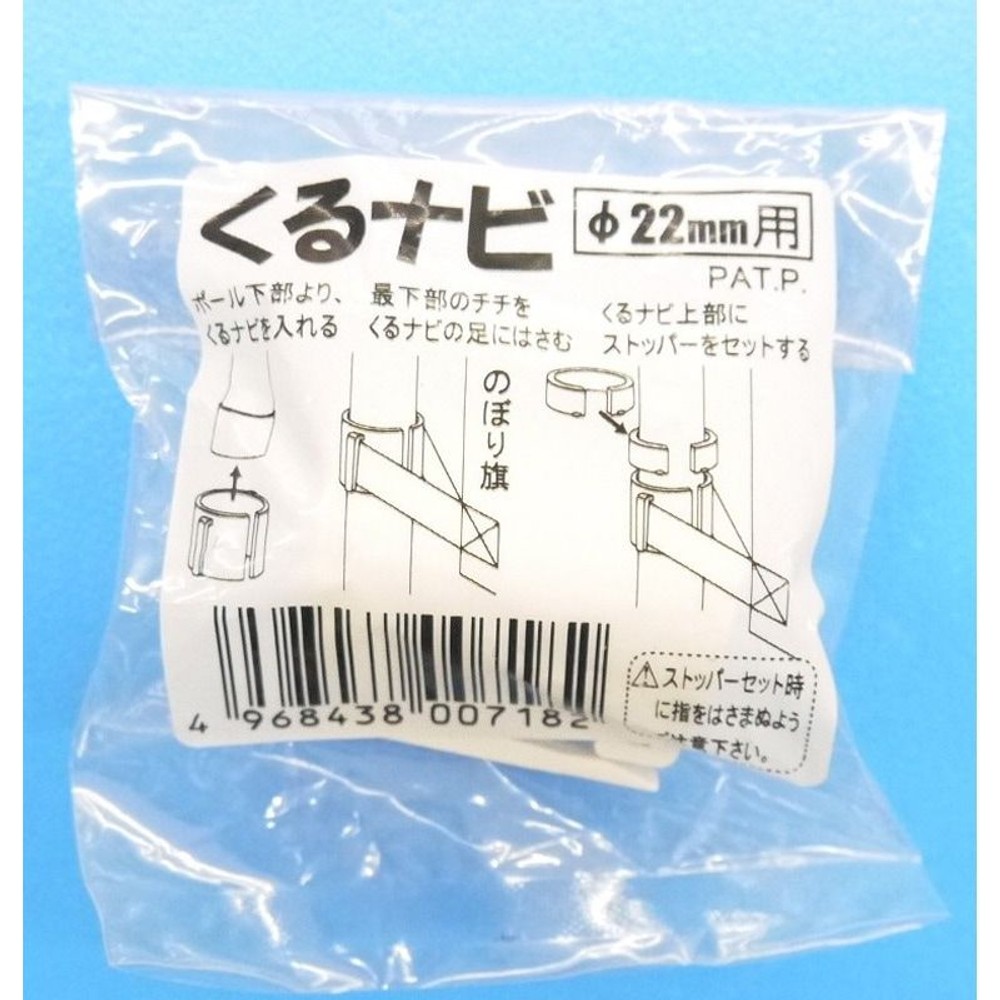 くるナビ
φ22mm用
PAT.P.
ポール下部より、
くるナビを入れる
最下部のチチを
くるナビの足にはさむ
くるナビ上部に
ストッパーをセットする
のぼり旗
⚠ストッパーセット時
に指をはさまぬよう
ご注意下さい。
4 968438 007182